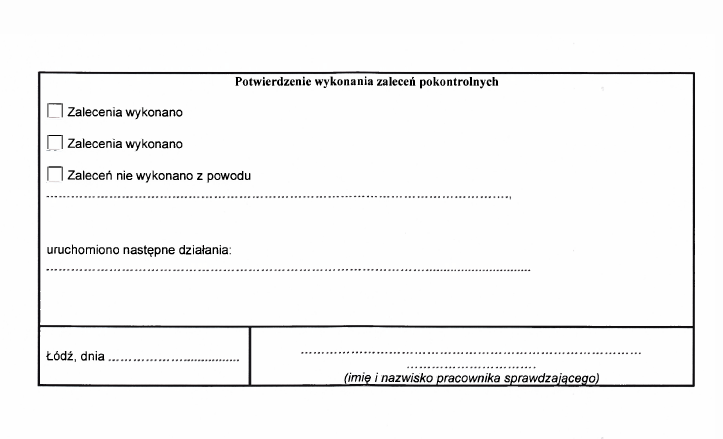 Potwierdzenie wykonania zaleceń pokontrolnych
Zalecenia wykonano
Zalecenia wykonano
Zaleceń nie wykonano z powodu
uruchomiono następne działania:
Łódź, dnia
(imię i nazwisko pracownika sprawdzającego)